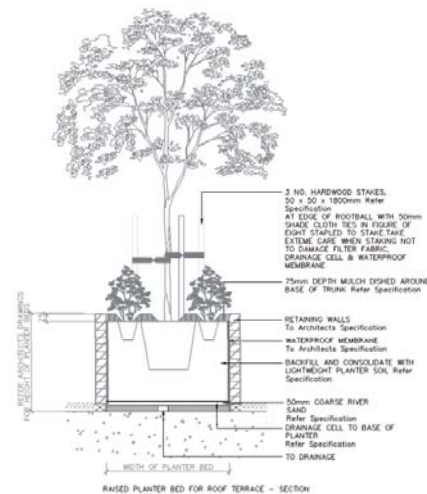 3 NO. HARDWOOD STAKES,
50 x 50 x 1800mm Refer
Specification
AT EDGE OF ROOTBALL WITH 50mm
SHADE CLOTH TIES IN FIGURE OF
EIGHT STAPLED TO STAKE.TAKE
EXTEME CARE WHEN STAKING NOT
TO DAMAGE FILTER FABRIC,
DRAINAGE CELL & WATERPROOF
MEMBRANE
75mm DEPTH MULCH DISHED AROUND
BASE OF TRUNK Refer Specification
RETAINING WALLS
To Architects Specification
WATERPROOF MEMBRANE
To Architects Specification
BACKFILL AND CONSOLIDATE WITH
LIGHTWEIGHT PLANTER SOIL Refer
Specification
50mm COARSE RIVER
SAND
Refer Specification
DRAINAGE CELL TO BASE OF
PLANTER
Refer Specification
TO DRAINAGE
REFER ARCHITECTS DRAWINGS
FOR HEIGHT OF PLANTER BEDS
WIDTH OF PLANTER BED
RAISED PLANTER BED FOR ROOF TERRACE - SECTION